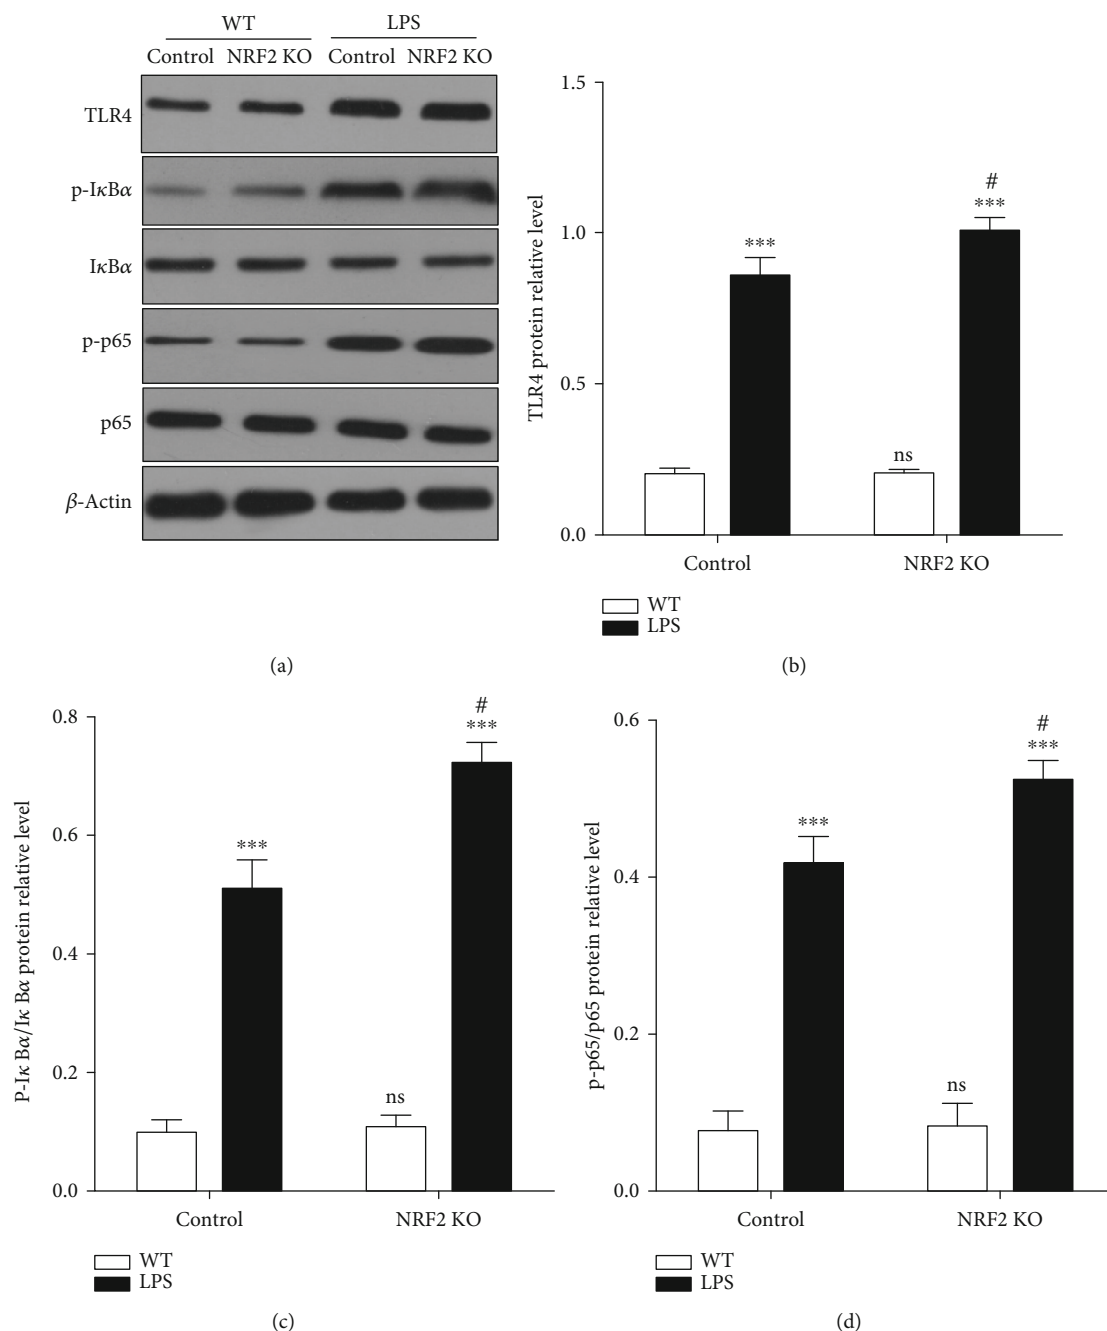 WT LPS
Control NRF2 KO Control NRF2 KO
TLR4
p-IκBα
IκBα
p-p65
p65
β-Actin
(a)
TLR4 protein relative level
1.5
1.0
0.5
0.0
***
#
***
ns
Control NRF2 KO
WT
LPS
(b)
P-Iκ Bα/Iκ Bα protein relative level
0.8
0.6
0.4
0.2
0.0
***
#
***
ns
Control NRF2 KO
WT
LPS
(c)
p-p65/p65 protein relative level
0.6
0.4
0.2
0.0
***
#
***
ns
Control NRF2 KO
WT
LPS
(d)